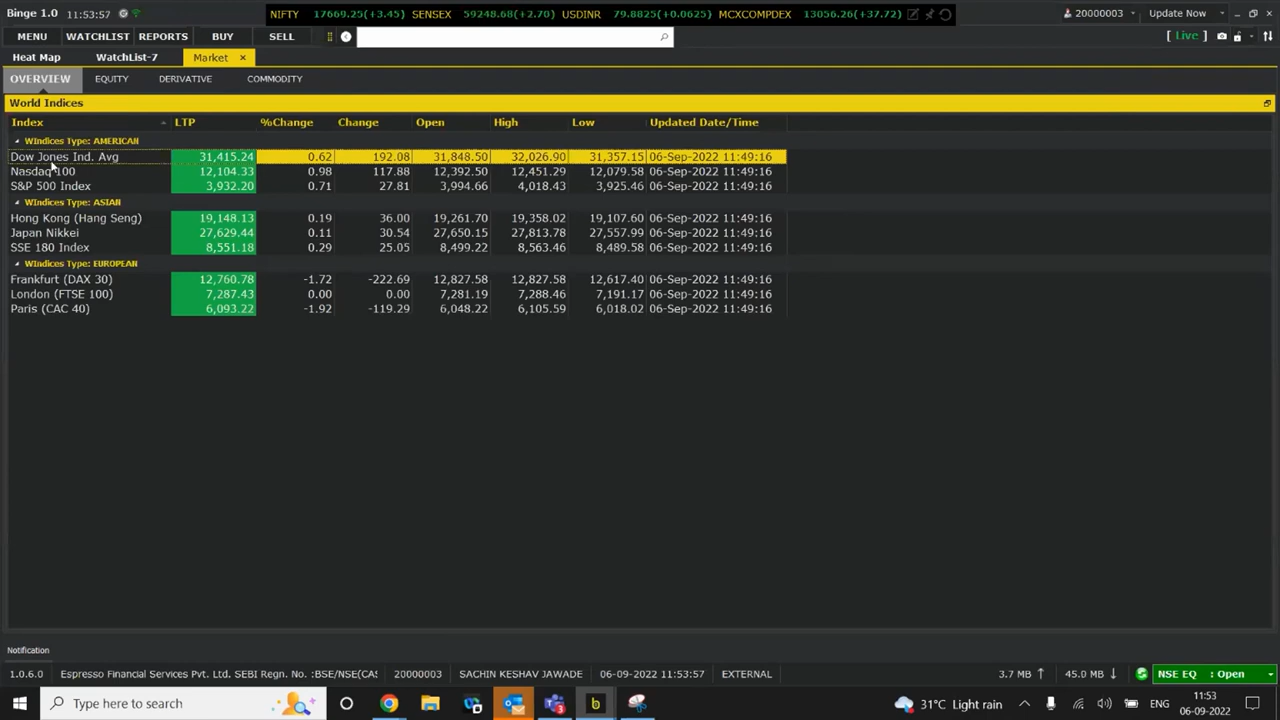 Binge 1.0 11:53:57 NIFTY 17669.25(+3.45) SENSEX 59248.68(+2.70) USDINR 79.8825(+0.0625) MCXCOMPDEX 13056.26(+37.72) 20000003 Update Now
MENU WATCHLIST REPORTS BUY SELL [ Live ]
Heat Map WatchList-7 Market x
OVERVIEW EQUITY DERIVATIVE COMMODITY
World Indices
Index LTP %Change Change Open High Low Updated Date/Time
WIndices Type: AMERICAN
Dow Jones Ind. Avg 31,415.24 0.62 192.08 31,848.50 32,026.90 31,357.15 06-Sep-2022 11:49:16
Nasdaq 100 12,104.33 0.98 117.88 12,392.50 12,451.29 12,079.58 06-Sep-2022 11:49:16
S&P 500 Index 3,932.20 0.71 27.81 3,994.66 4,018.43 3,925.46 06-Sep-2022 11:49:16
WIndices Type: ASIAN
Hong Kong (Hang Seng) 19,148.13 0.19 36.00 19,261.70 19,358.02 19,107.60 06-Sep-2022 11:49:16
Japan Nikkei 27,629.44 0.11 30.54 27,650.15 27,813.78 27,557.99 06-Sep-2022 11:49:16
SSE 180 Index 8,551.18 0.29 25.05 8,499.22 8,563.46 8,489.58 06-Sep-2022 11:49:16
WIndices Type: EUROPEAN
Frankfurt (DAX 30) 12,760.78 -1.72 -222.69 12,827.58 12,827.58 12,617.40 06-Sep-2022 11:49:16
London (FTSE 100) 7,287.43 0.00 0.00 7,281.19 7,288.46 7,191.17 06-Sep-2022 11:49:16
Paris (CAC 40) 6,093.22 -1.92 -119.29 6,048.22 6,105.59 6,018.02 06-Sep-2022 11:49:16
Notification
1.0.6.0 Espresso Financial Services Pvt. Ltd. SEBI Regn. No. :BSE/NSE(CAS 20000003 SACHIN KESHAV JAWADE 06-09-2022 11:53:57 EXTERNAL 3.7 MB 45.0 MB NSE EQ : Open
Type here to search 31°C Light rain ENG 11:53
06-09-2022